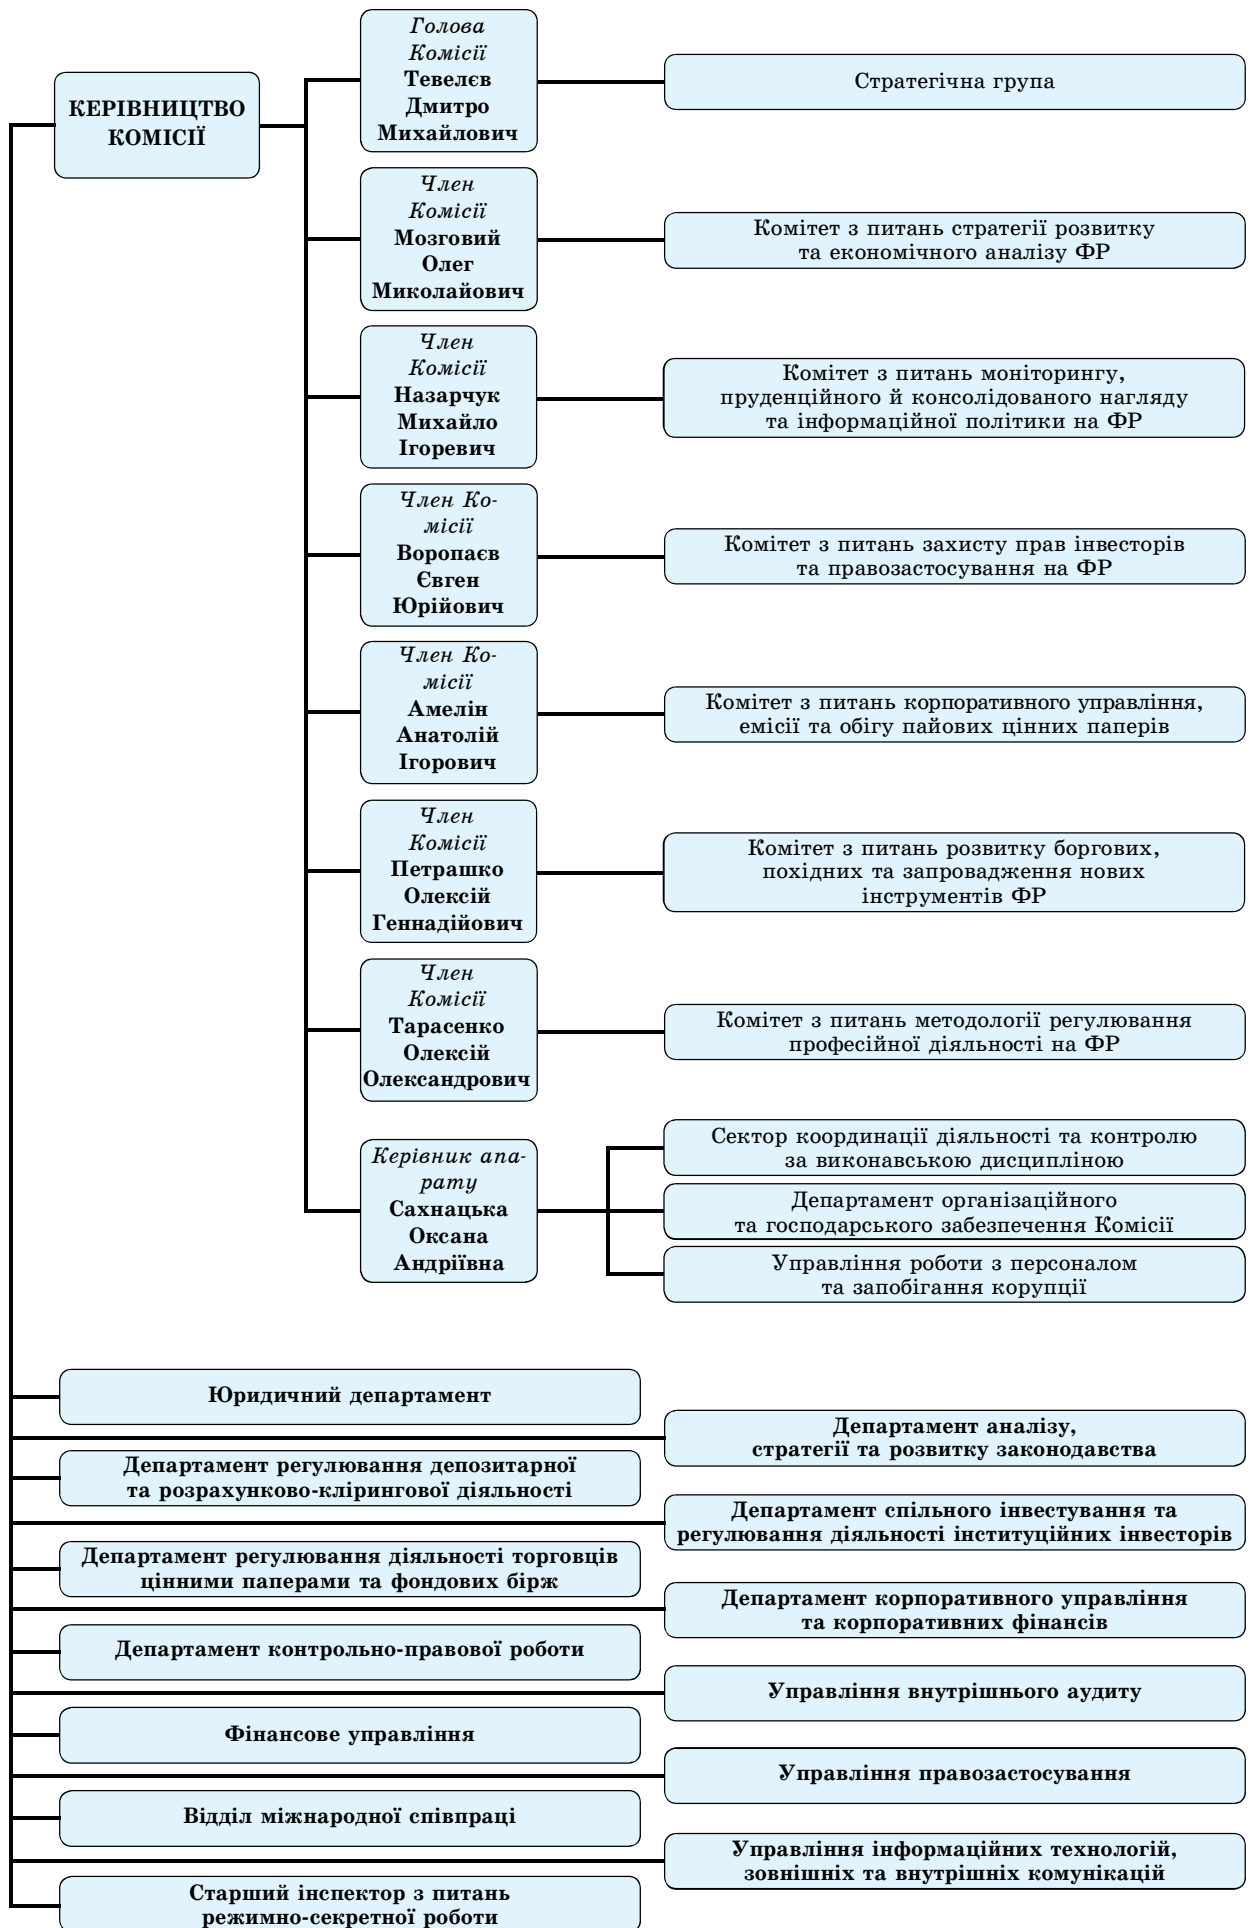 КЕРІВНИЦТВО
КОМІСІЇ
Голова
Комісії
Тевелєв
Дмитро
Михайлович
Стратегічна група
Член
Комісії
Мозговий
Олег
Миколайович
Комітет з питань стратегії розвитку
та економічного аналізу ФР
Член
Комісії
Назарчук
Михайло
Ігоревич
Комітет з питань моніторингу,
пруденційного й консолідованого нагляду
та інформаційної політики на ФР
Член Ко-
місії
Воропаєв
Євген
Юрійович
Комітет з питань захисту прав інвесторів
та правозастосування на ФР
Член Ко-
місії
Амелін
Анатолій
Ігорович
Комітет з питань корпоративного управління,
емісії та обігу пайових цінних паперів
Член
Комісії
Петрашко
Олексій
Геннадійович
Комітет з питань розвитку боргових,
похідних та запровадження нових
інструментів ФР
Член
Комісії
Тарасенко
Олексій
Олександрович
Комітет з питань методології регулювання
професійної діяльності на ФР
Керівник апа-
рату
Сахнацька
Оксана
Андріївна
Сектор координації діяльності та контролю
за виконавською дисципліною
Департамент організаційного
та господарського забезпечення Комісії
Управління роботи з персоналом
та запобігання корупції
Юридичний департамент
Департамент аналізу,
стратегії та розвитку законодавства
Департамент регулювання депозитарної
та розрахунково-клірингової діяльності
Департамент спільного інвестування та
регулювання діяльності інституційних інвесторів
Департамент регулювання діяльності торговців
цінними паперами та фондових бірж
Департамент корпоративного управління
та корпоративних фінансів
Департамент контрольно-правової роботи
Управління внутрішнього аудиту
Фінансове управління
Управління правозастосування
Відділ міжнародної співпраці
Управління інформаційних технологій,
зовнішніх та внутрішніх комунікацій
Старший інспектор з питань
режимно-секретної роботи